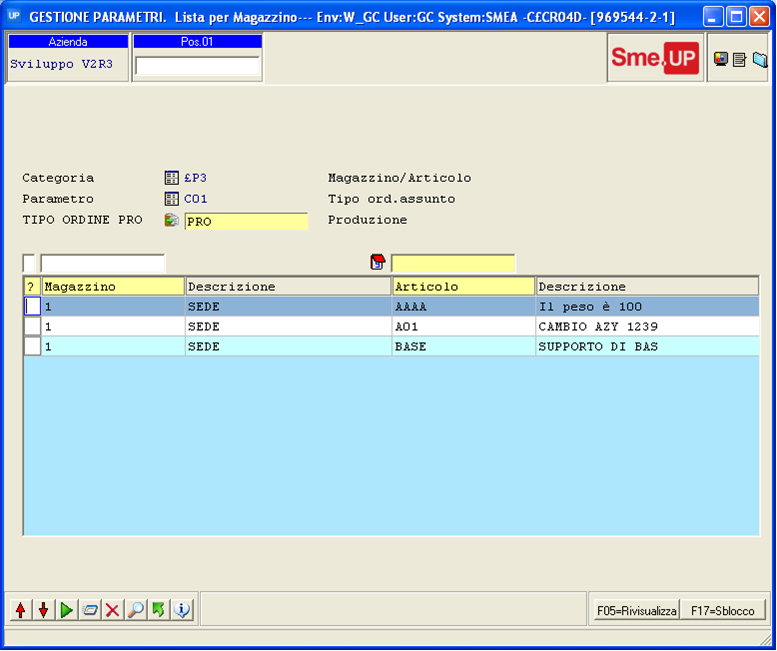 UP GESTIONE PARAMETRI. Lista per Magazzino--- Env:W_GC User:GC System:SMEA -C£CR04D- [969544-2-1]
Azienda Pos.01
Sviluppo V2R3
Sme.UP
Categoria £P3 Magazzino/Articolo
Parametro C01 Tipo ord.assunto
TIPO ORDINE PRO PRO Produzione
? Magazzino Descrizione Articolo Descrizione
1 SEDE AAAA Il peso è 100
1 SEDE A01 CAMBIO AZY 1239
1 SEDE BASE SUPPORTO DI BAS
F05=Rivisualizza F17=Sblocco